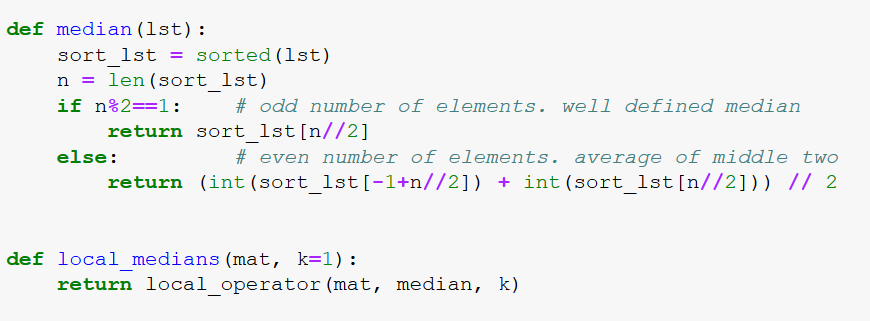 def median(lst):
    sort_lst = sorted(lst)
    n = len(sort_lst)
    if n%2==1:    # odd number of elements. well defined median
        return sort_lst[n//2]
    else:         # even number of elements. average of middle two
        return (int(sort_lst[-1+n//2]) + int(sort_lst[n//2])) // 2
def local_medians(mat, k=1):
    return local_operator(mat, median, k)